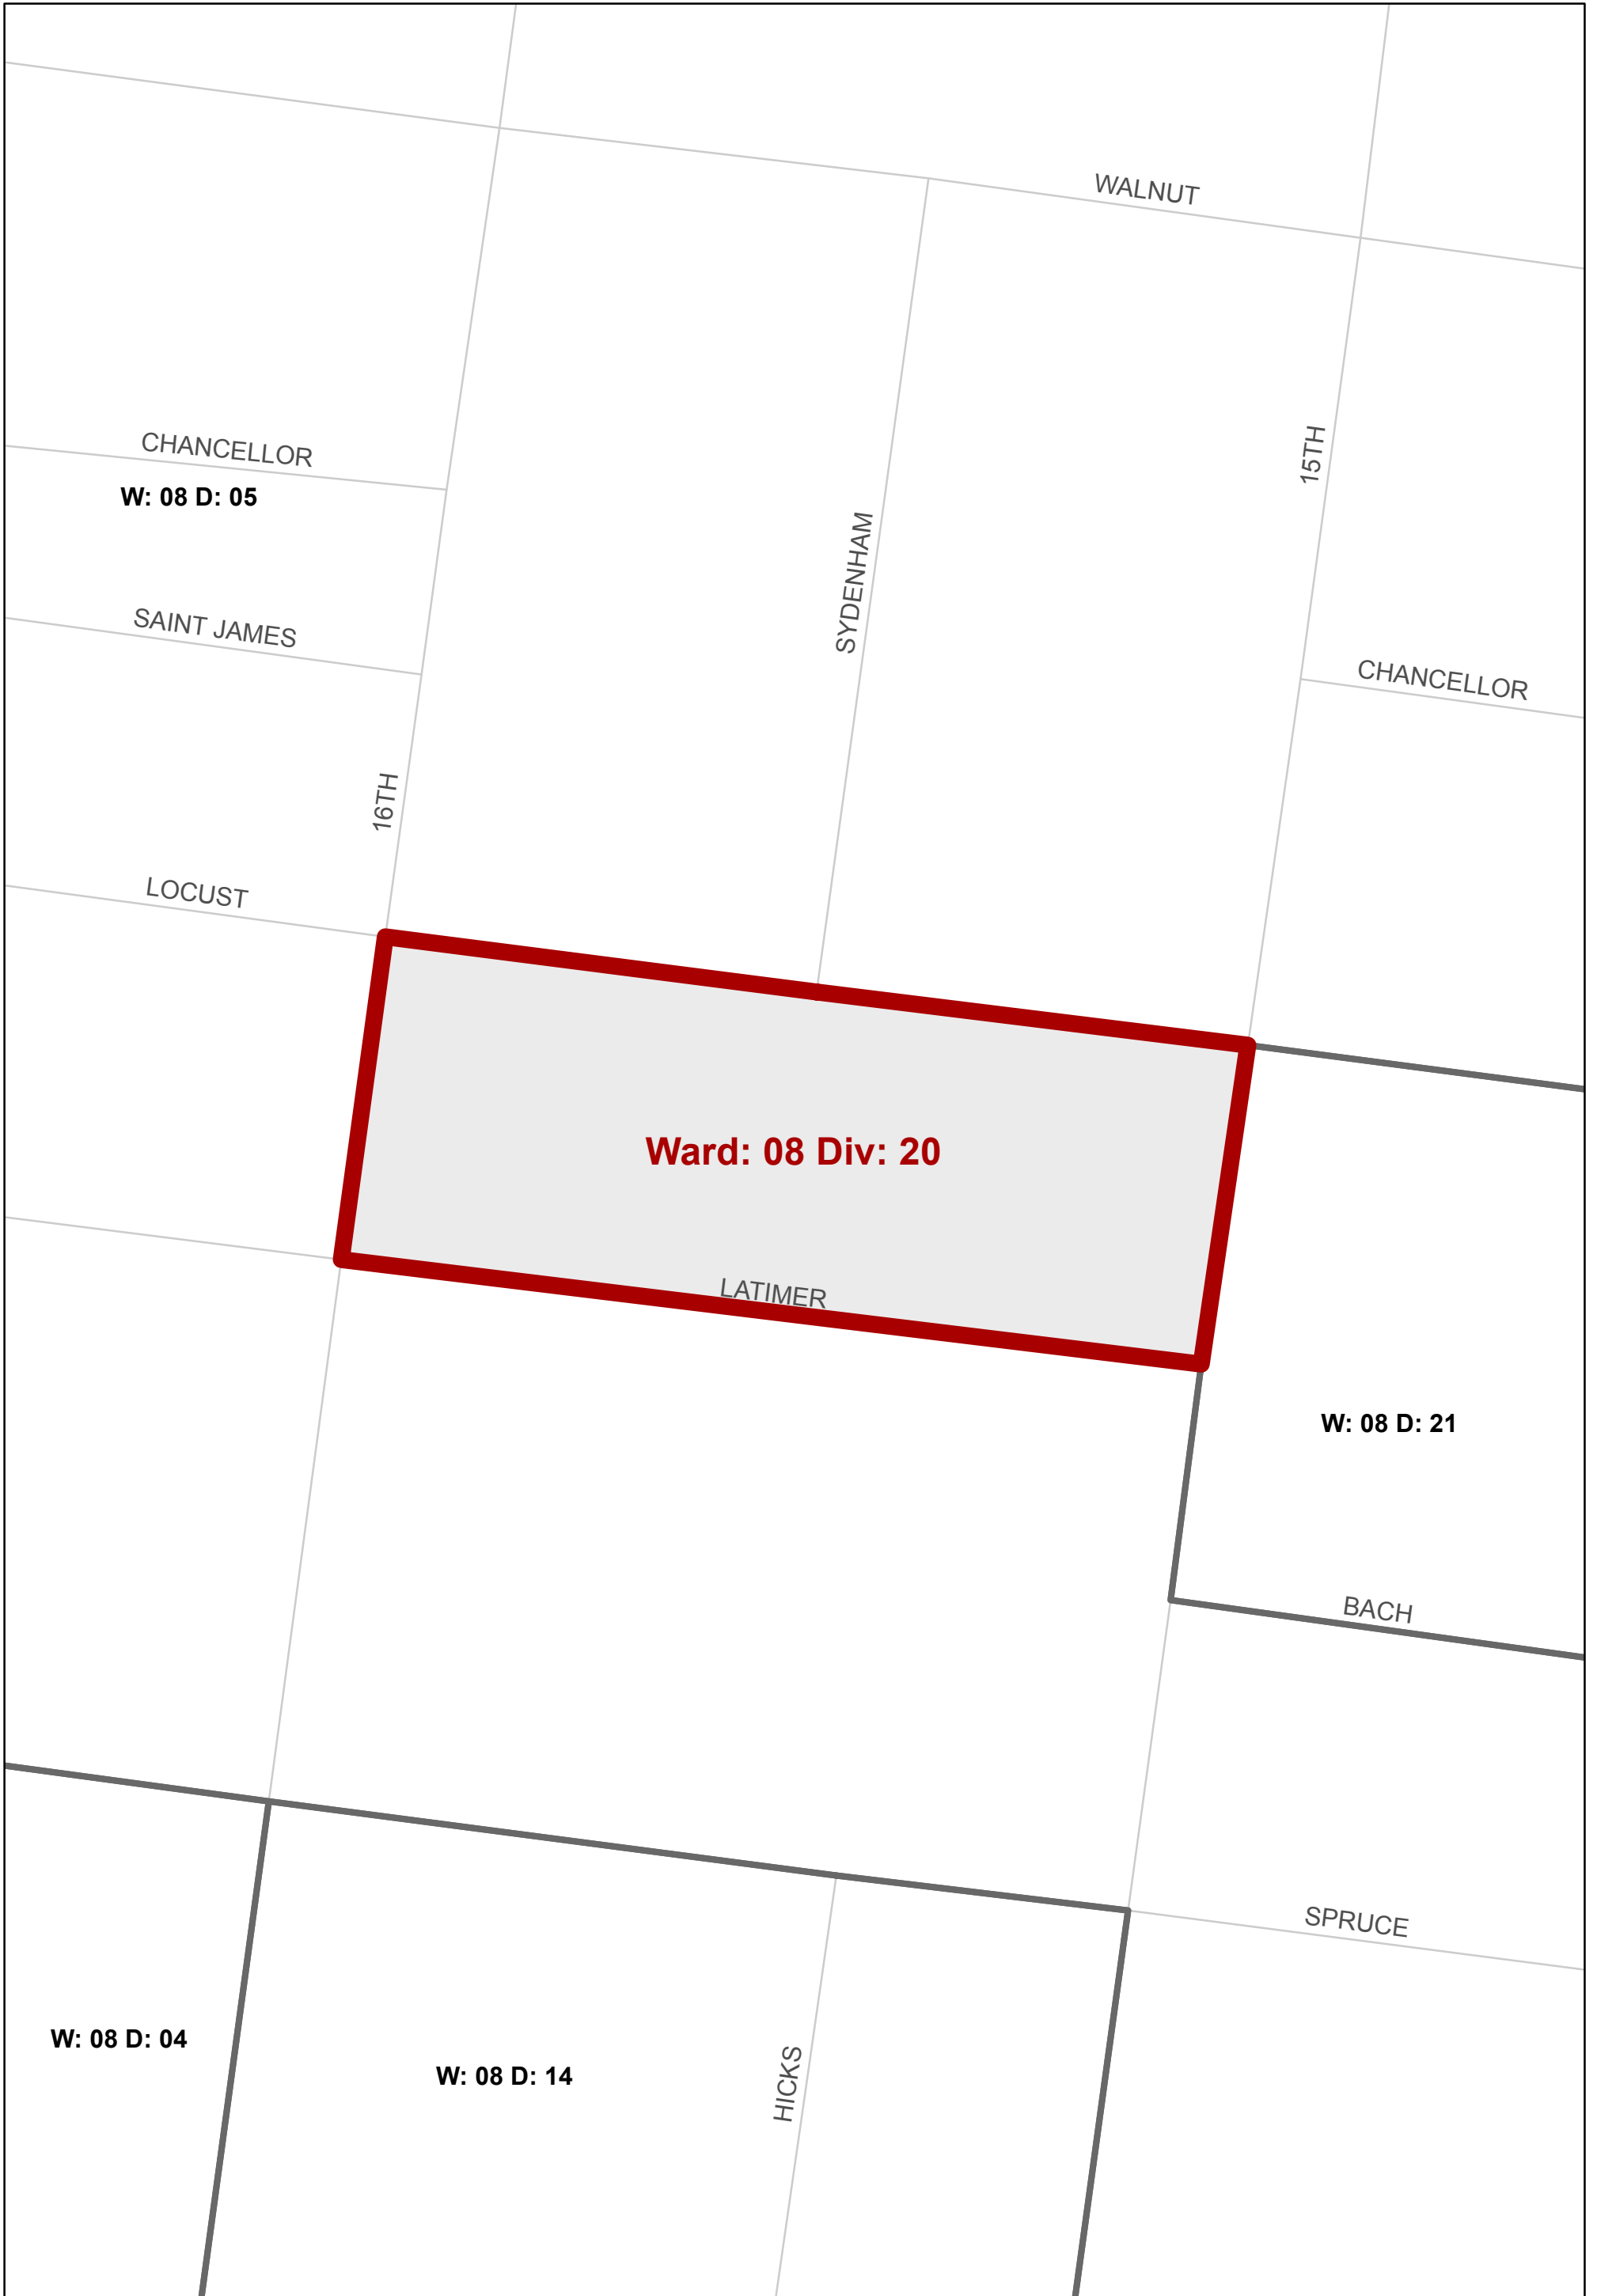 WALNUT
CHANCELLOR
15TH
W: 08 D: 05
SYDENHAM
SAINT JAMES
CHANCELLOR
16TH
LOCUST
Ward: 08 Div: 20
LATIMER
W: 08 D: 21
BACH
SPRUCE
W: 08 D: 04
W: 08 D: 14
HICKS